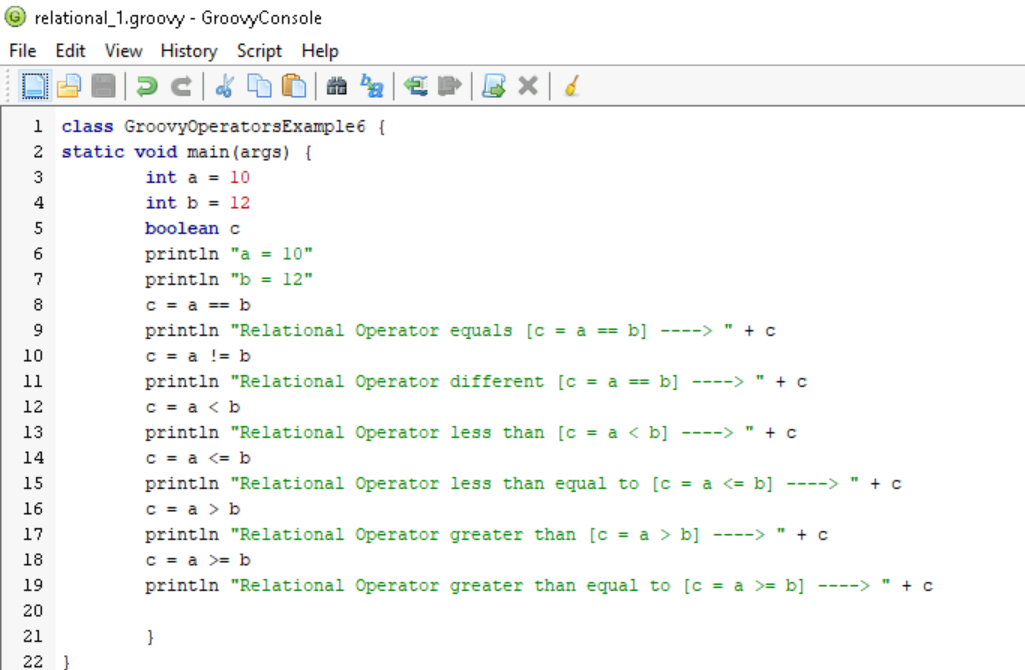 relational_1.groovy - GroovyConsole
File Edit View History Script Help
1 class GroovyOperatorsExample6 {
2 static void main(args) {
3 int a = 10
4 int b = 12
5 boolean c
6 println "a = 10"
7 println "b = 12"
8 c = a == b
9 println "Relational Operator equals [c = a == b] ----> " + c
10 c = a != b
11 println "Relational Operator different [c = a == b] ----> " + c
12 c = a < b
13 println "Relational Operator less than [c = a < b] ----> " + c
14 c = a <= b
15 println "Relational Operator less than equal to [c = a <= b] ----> " + c
16 c = a > b
17 println "Relational Operator greater than [c = a > b] ----> " + c
18 c = a >= b
19 println "Relational Operator greater than equal to [c = a >= b] ----> " + c
20
21 }
22 }